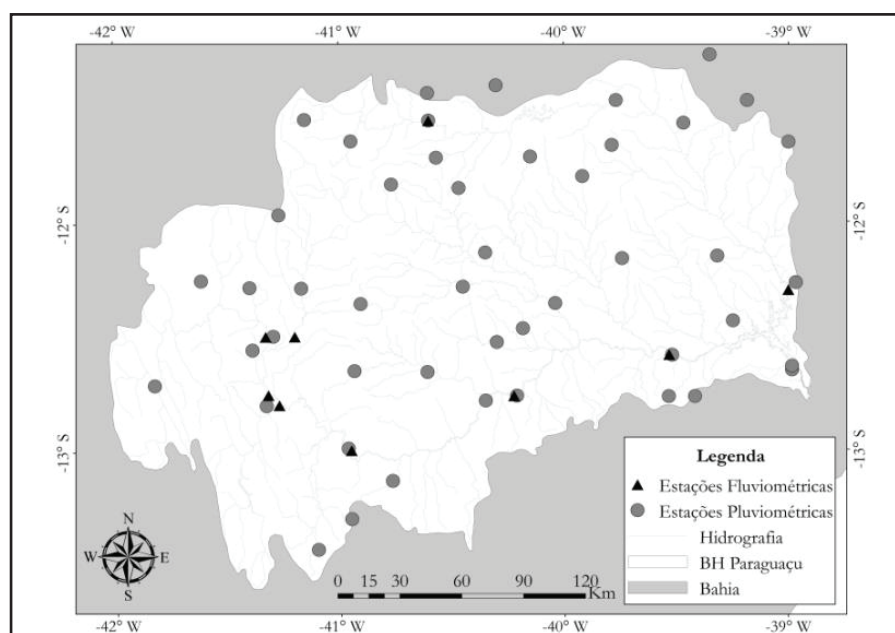 -42° W -41° W -40° W -39° W
-12° S -12° S
-13° S -13° S
Legenda
Estações Fluviométricas
Estações Pluviométricas
Hidrografia
BH Paraguaçu
Bahia
N
W E
S
0 15 30 60 90 120
Km
-42° W -41° W -40° W -39° W